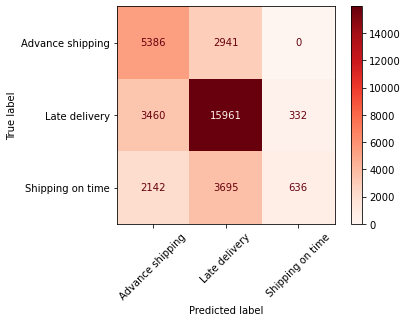 Advance shipping 5386 2941 0
Late delivery 3460 15961 332
Shipping on time 2142 3695 636
True label
Advance shipping Late delivery Shipping on time
Predicted label
14000
12000
10000
8000
6000
4000
2000
0